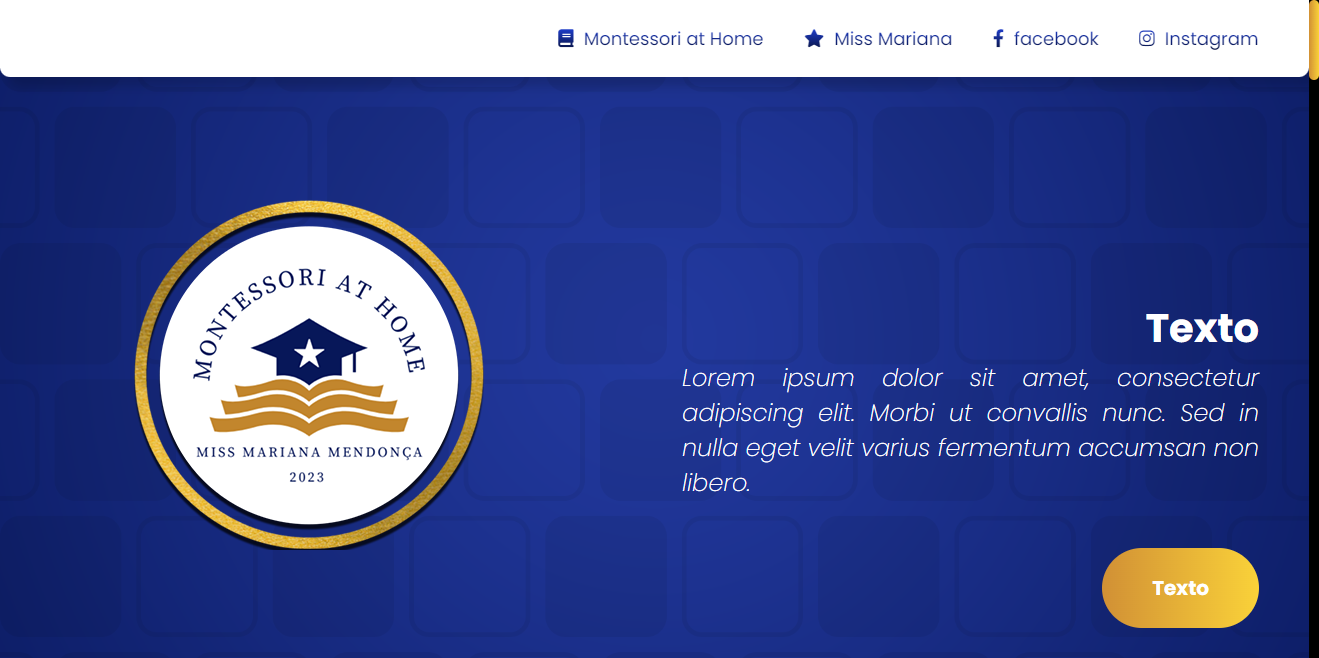 Montessori at Home Miss Mariana facebook Instagram
MONTESSORI AT HOME
MISS MARIANA MENDONÇA
2023
Texto
Lorem ipsum dolor sit amet, consectetur
adipiscing elit. Morbi ut convallis nunc. Sed in
nulla eget velit varius fermentum accumsan non
libero.
Texto